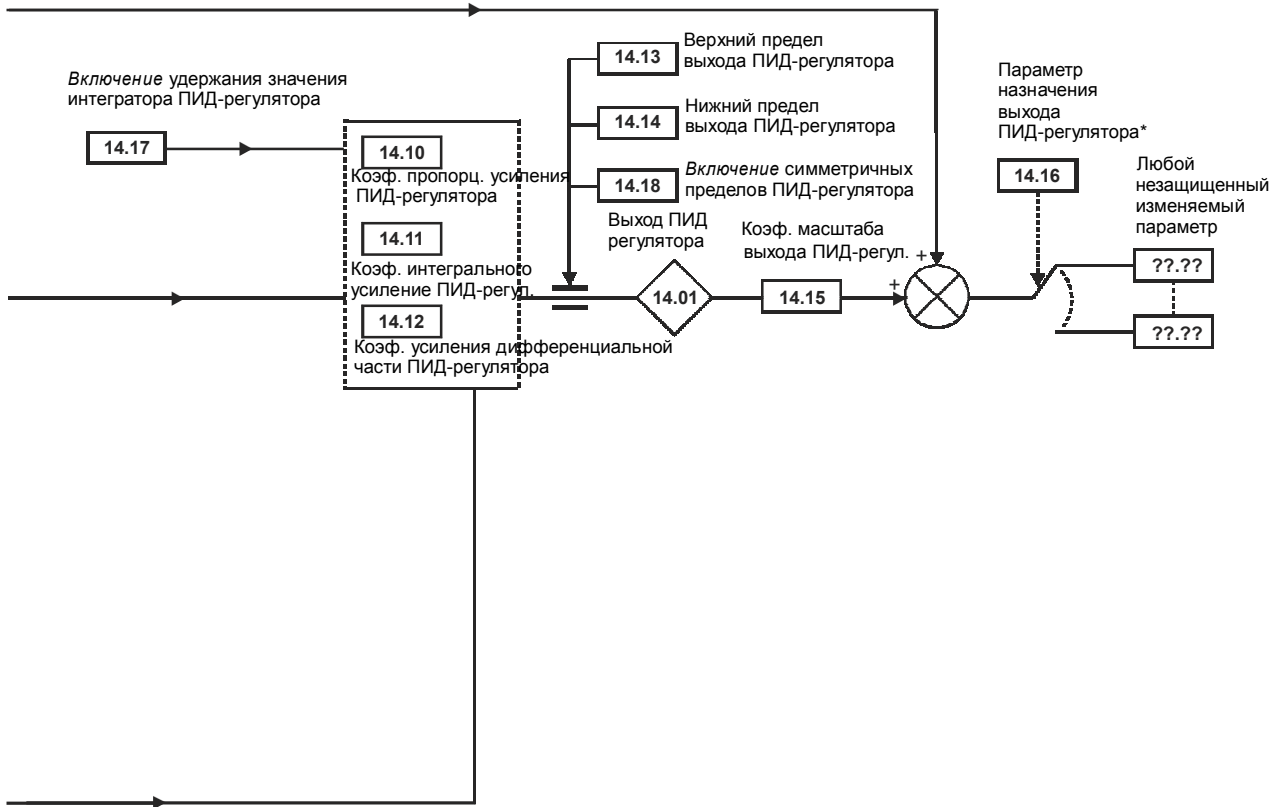 Включение удержания значения
интегратора ПИД-регулятора
14.17
14.10
Коэф. пропорц. усиления
ПИД-регулятора
14.11
Коэф. интегрального
усиление ПИД-регул.
14.12
Коэф. усиления дифференциальной
части ПИД-регулятора
14.13
Верхний предел
выхода ПИД-регулятора
14.14
Нижний предел
выхода ПИД-регулятора
14.18
Включение симметричных
пределов ПИД-регулятора
Выход ПИД
регулятора
14.01
Коэф. масштаба
выхода ПИД-регул.
14.15
+
+
Параметр
назначения
выхода
ПИД-регулятора*
14.16
Любой
незащищенный
изменяемый
параметр
??.??
??.??